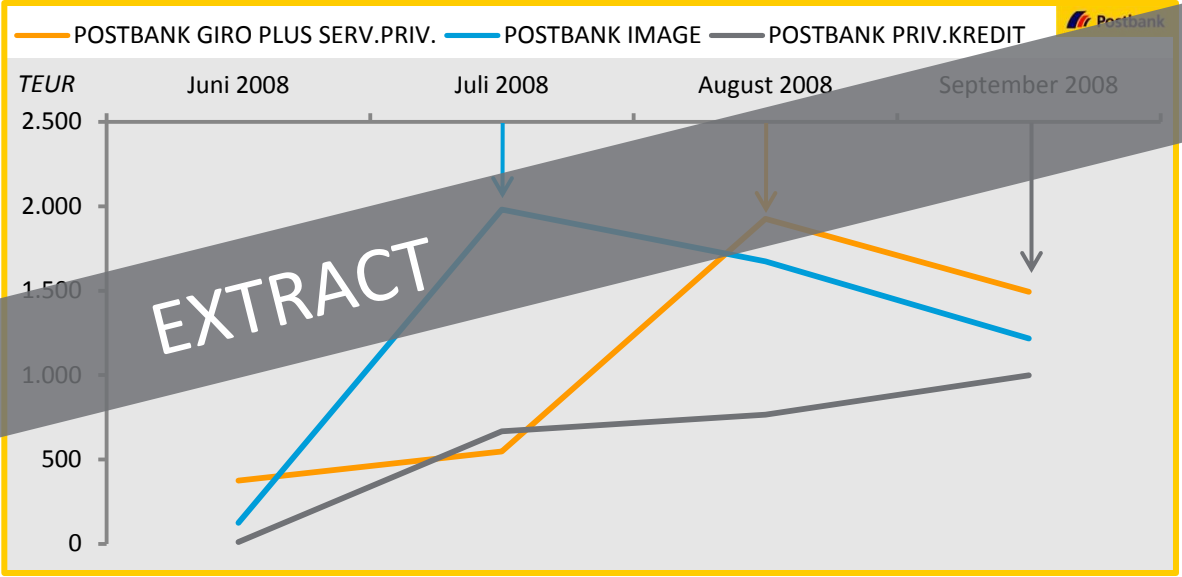 Postbank
POSTBANK GIRO PLUS SERV.PRIV. POSTBANK IMAGE POSTBANK PRIV.KREDIT
TEUR Juni 2008 Juli 2008 August 2008 September 2008
2.500
2.000
1.500
1.000
500
0
EXTRACT